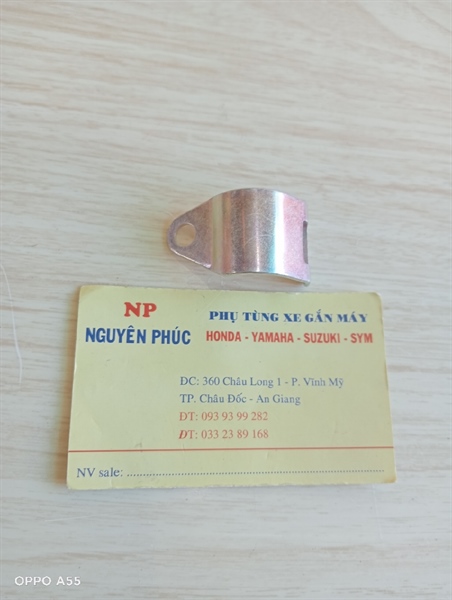 NP
NGUYÊN PHÚC
PHỤ TÙNG XE GẮN MÁY
HONDA - YAMAHA - SUZUKI - SYM
ĐC: 360 Châu Long 1 - P. Vĩnh Mỹ
TP. Châu Đốc - An Giang
ĐT: 093 93 99 282
ĐT: 033 23 89 168
NV sale: ................................................................
OPPO A55